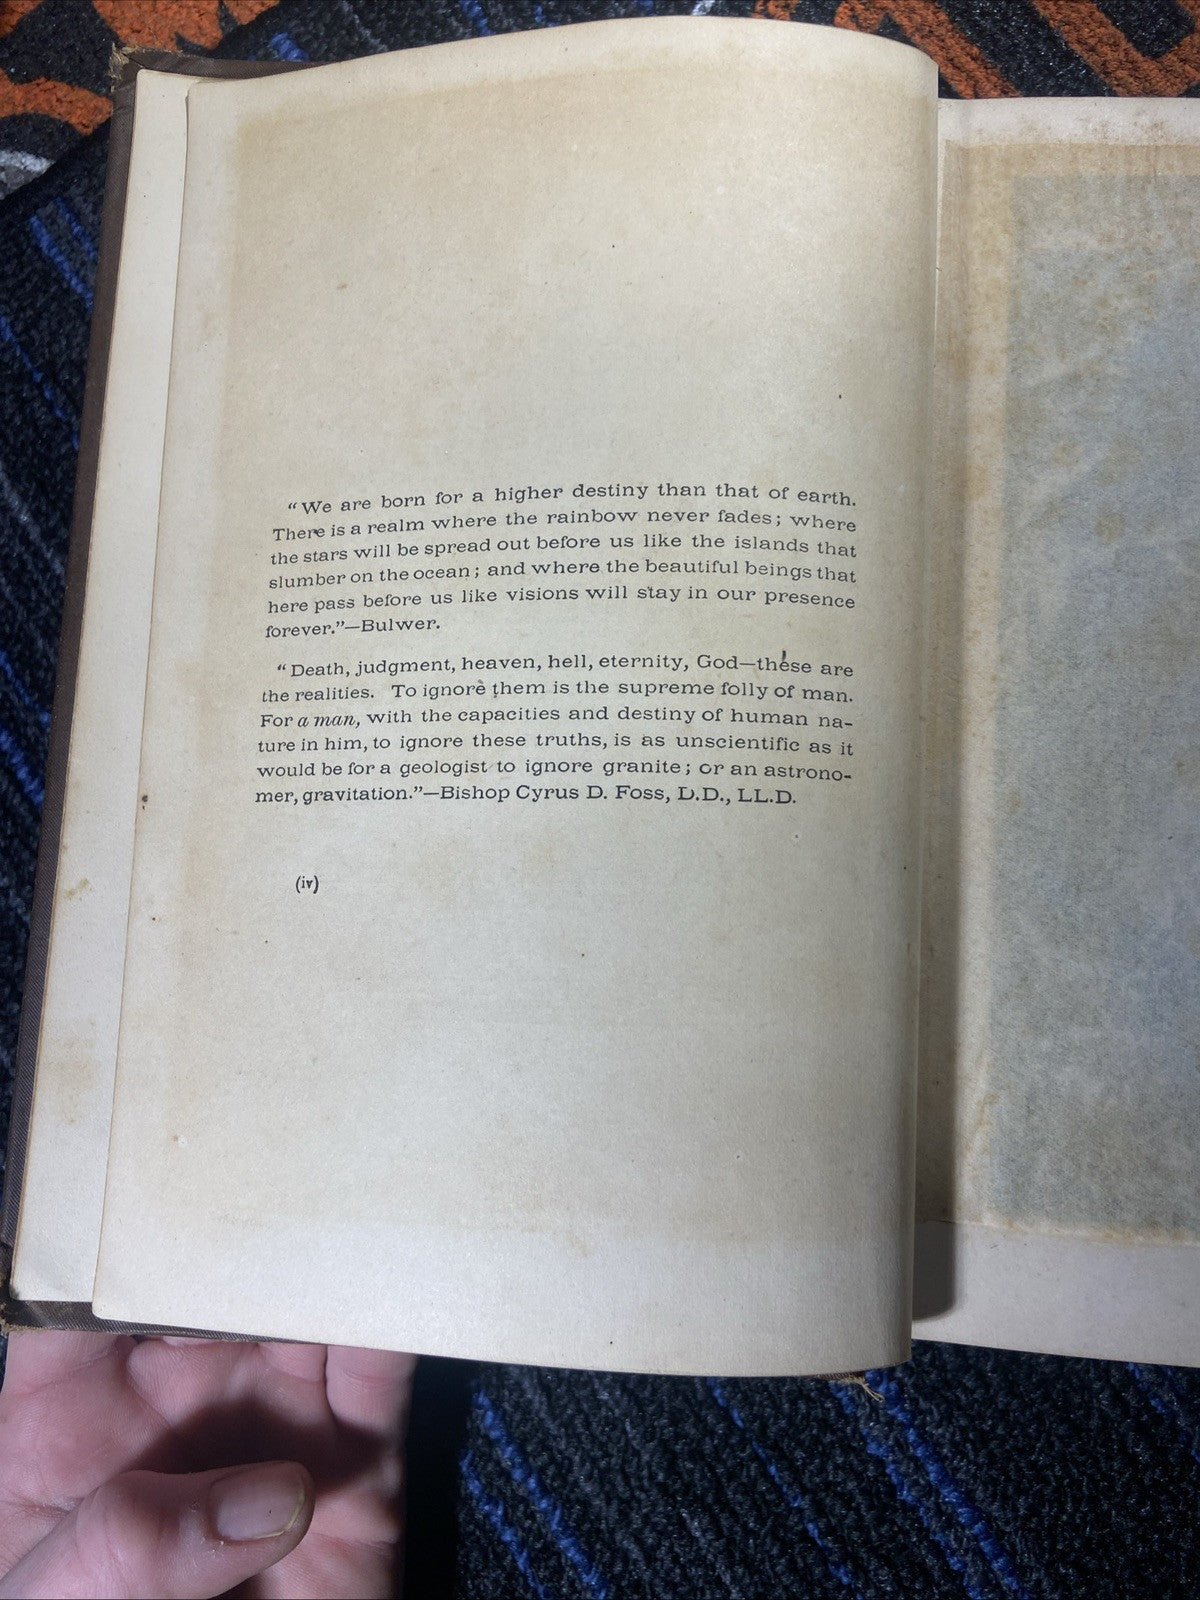 “We are born for a higher destiny than that of earth.
There is a realm where the rainbow never fades; where
the stars will be spread out before us like the islands that
slumber on the ocean; and where the beautiful beings that
here pass before us like visions will stay in our presence
forever.”—Bulwer.
“Death, judgment, heaven, hell, eternity, God—these are
the realities. To ignore them is the supreme folly of man.
For a man, with the capacities and destiny of human na-
ture in him, to ignore these truths, is as unscientific as it
would be for a geologist to ignore granite; or an astrono-
mer, gravitation.”—Bishop Cyrus D. Foss, D.D., LL.D.
(iv)